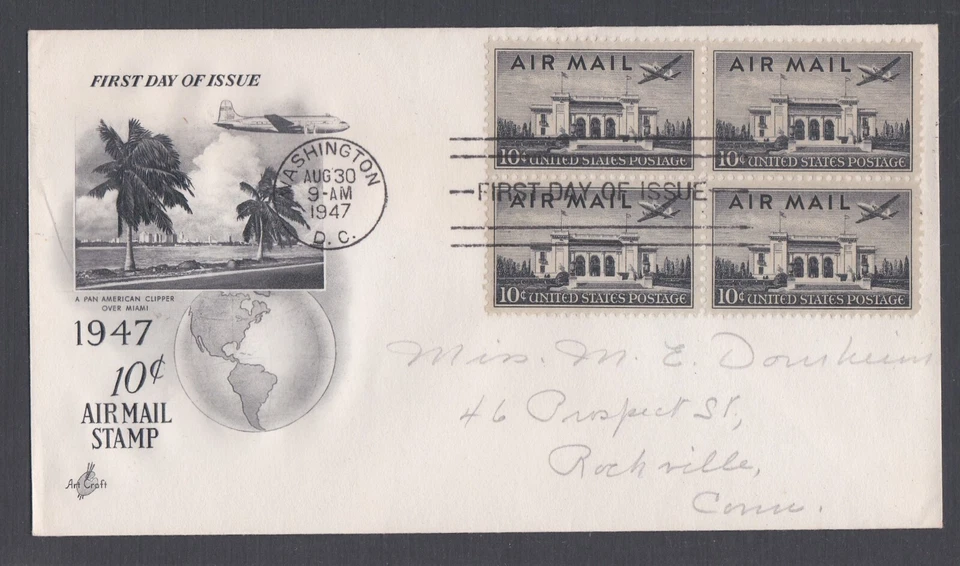 FIRST DAY OF ISSUE
A PAN AMERICAN CLIPPER
OVER MIAMI
1947
10¢
AIR MAIL
STAMP
Art Craft
WASHINGTON
AUG 30
9-AM
1947
D. C.
AIR MAIL
10¢ UNITED STATES POSTAGE
AIR MAIL
10¢ UNITED STATES POSTAGE
FIRST DAY OF ISSUE
AIR MAIL
10¢ UNITED STATES POSTAGE
AIR MAIL
10¢ UNITED STATES POSTAGE
Miss. M. E. Dornheim
46 Prospect St,
Rockville,
Conn.